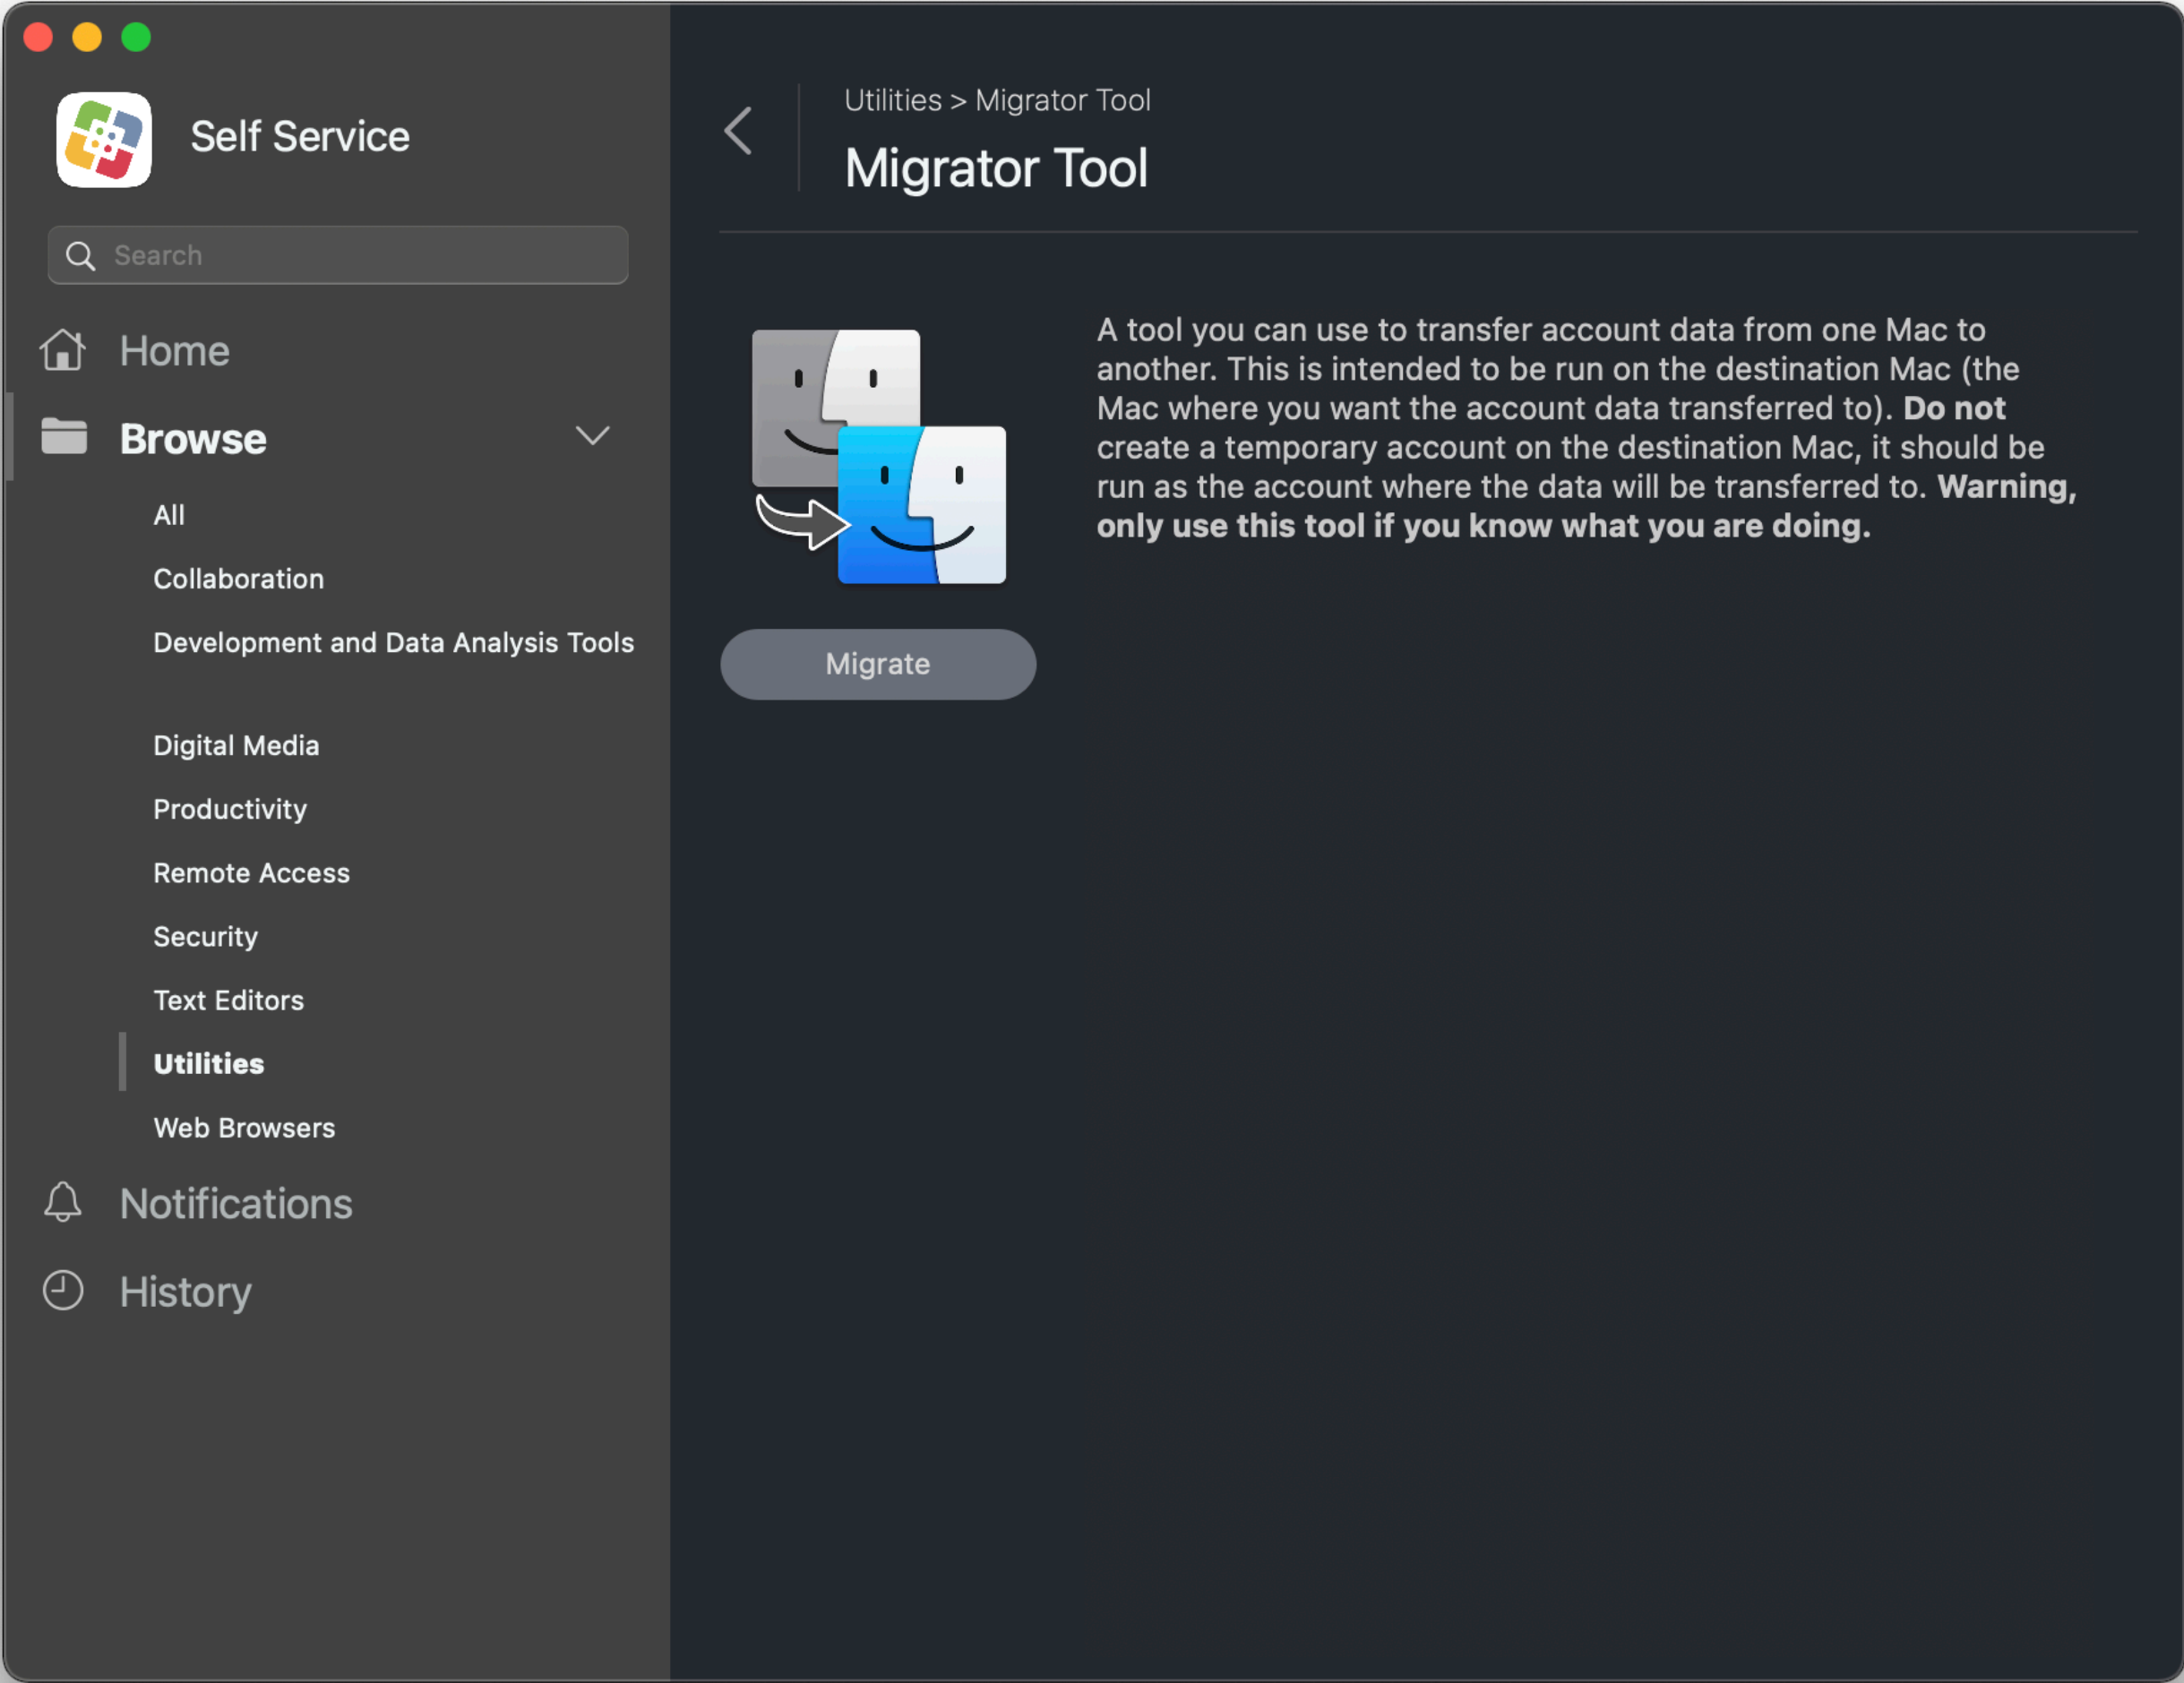 Self Service
Search
Home
Browse
All
Collaboration
Development and Data Analysis Tools
Digital Media
Productivity
Remote Access
Security
Text Editors
Utilities
Web Browsers
Notifications
History
Utilities > Migrator Tool
Migrator Tool
A tool you can use to transfer account data from one Mac to
another. This is intended to be run on the destination Mac (the
Mac where you want the account data transferred to). Do not
create a temporary account on the destination Mac, it should be
run as the account where the data will be transferred to. Warning,
only use this tool if you know what you are doing.
Migrate